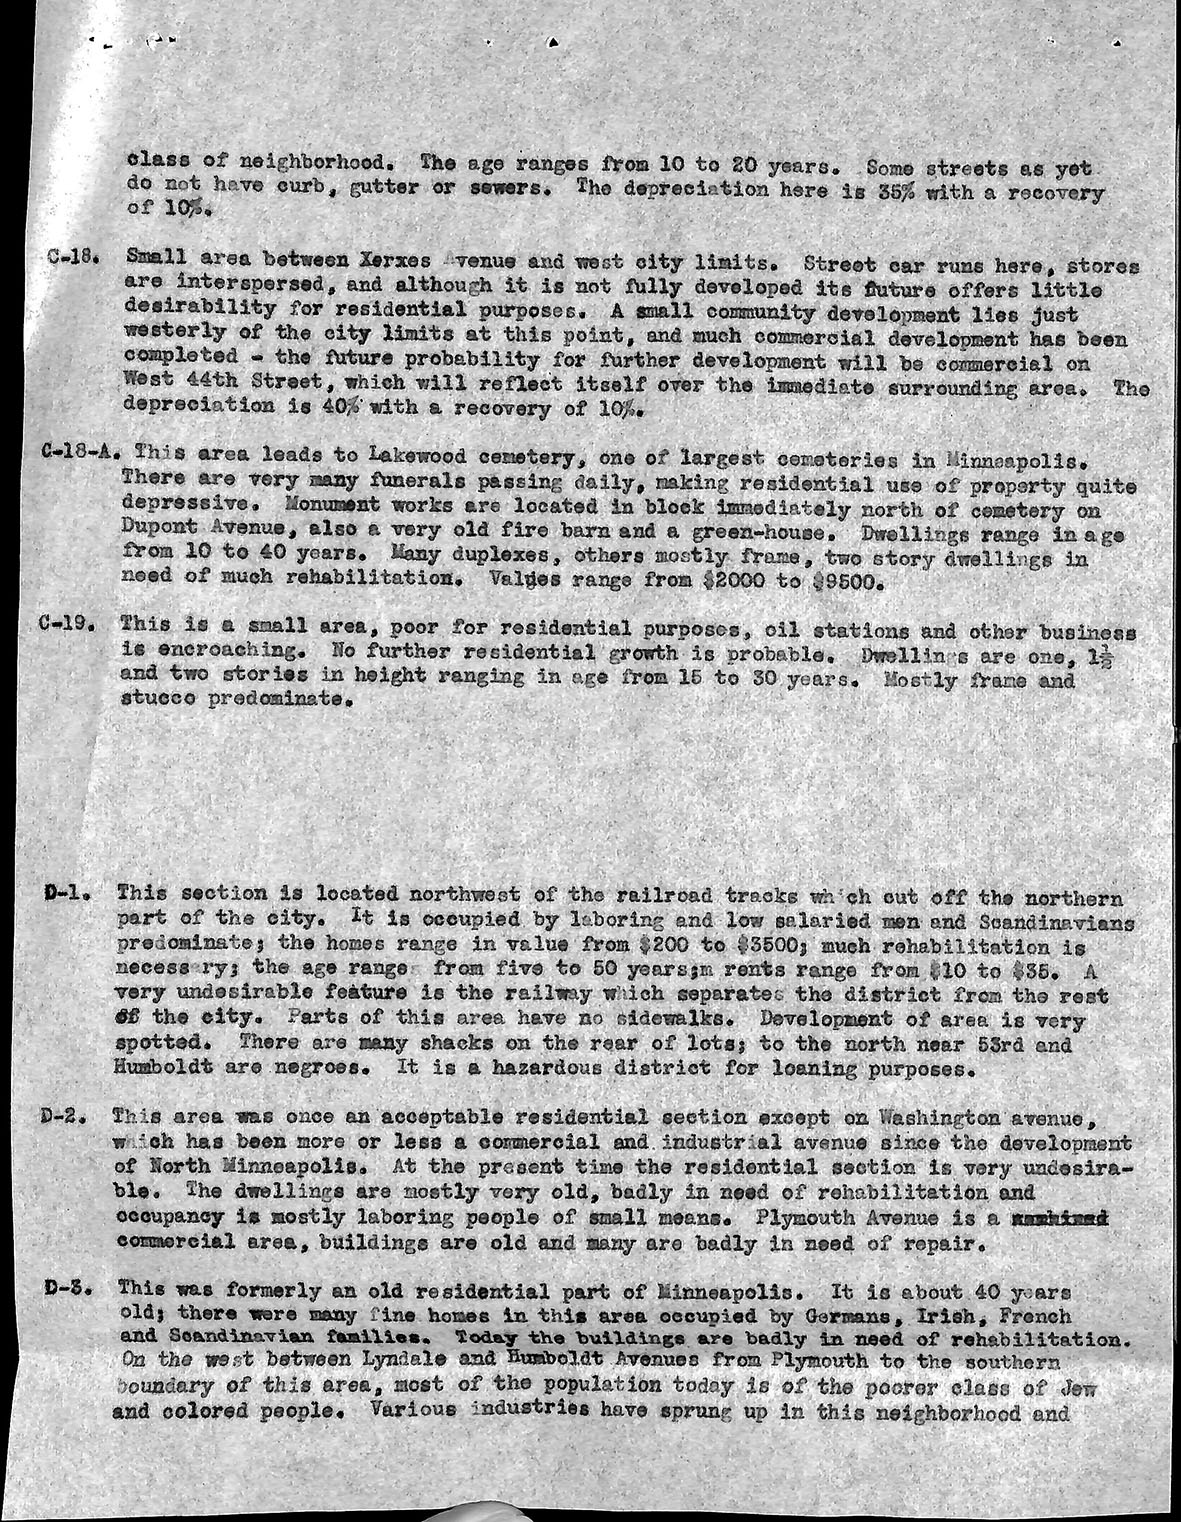 class of neighborhood. The age ranges from 10 to 20 years. Some streets as yet
do not have curb, gutter or sewers. The depreciation here is 35% with a recovery
of 10%.
C-18. Small area between Xerxes Avenue and west city limits. Street car runs here, stores
are interspersed, and although it is not fully developed its future offers little
desirability for residential purposes. A small community development lies just
westerly of the city limits at this point, and much commercial development has been
completed - the future probability for further development will be commercial on
West 44th Street, which will reflect itself over the immediate surrounding area. The
depreciation is 40% with a recovery of 10%.
C-18-A. This area leads to Lakewood cemetery, one of largest cemeteries in Minneapolis.
There are very many funerals passing daily, making residential use of property quite
depressive. Monument works are located in block immediately north of cemetery on
Dupont Avenue, also a very old fire barn and a green-house. Dwellings range in age
from 10 to 40 years. Many duplexes, others mostly frame, two story dwellings in
need of much rehabilitation. Values range from $2000 to $9500.
C-19. This is a small area, poor for residential purposes, oil stations and other business
is encroaching. No further residential growth is probable. Dwellings are one, 1½
and two stories in height ranging in age from 15 to 30 years. Mostly frame and
stucco predominate.
D-1. This section is located northwest of the railroad tracks which cut off the northern
part of the city. It is occupied by laboring and low salaried men and Scandinavians
predominate; the homes range in value from $200 to $3500; much rehabilitation is
necessary; the age ranges from five to 50 years;m rents range from $10 to $35. A
very undesirable feature is the railway which separates the district from the rest
of the city. Parts of this area have no sidewalks. Development of area is very
spotted. There are many shacks on the rear of lots; to the north near 53rd and
Humboldt are negroes. It is a hazardous district for loaning purposes.
D-2. This area was once an acceptable residential section except on Washington avenue,
which has been more or less a commercial and industrial avenue since the development
of North Minneapolis. At the present time the residential section is very undesira-
ble. The dwellings are mostly very old, badly in need of rehabilitation and
occupancy is mostly laboring people of small means. Plymouth Avenue is a
commercial area, buildings are old and many are badly in need of repair.
D-3. This was formerly an old residential part of Minneapolis. It is about 40 years
old; there were many fine homes in this area occupied by Germans, Irish, French
and Scandinavian families. Today the buildings are badly in need of rehabilitation.
On the west between Lyndale and Humboldt Avenues from Plymouth to the southern
boundary of this area, most of the population today is of the poorer class of Jew
and colored people. Various industries have sprung up in this neighborhood and